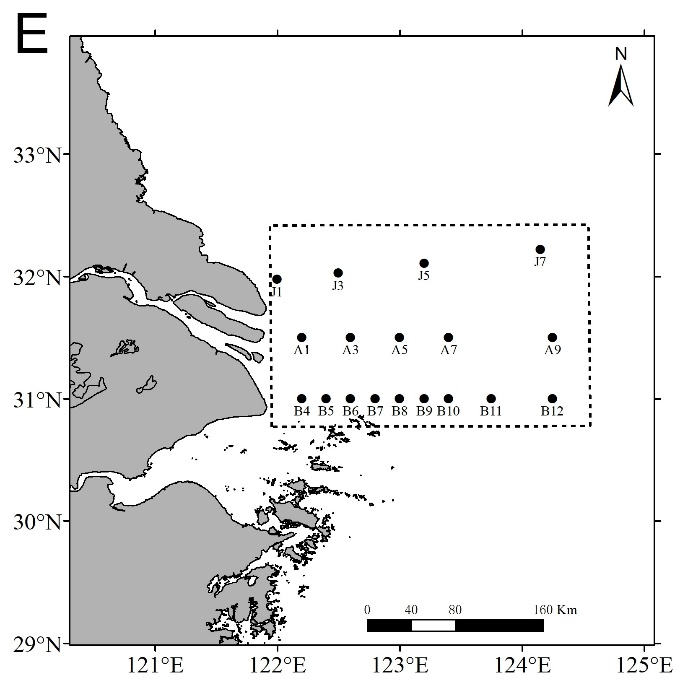 E
N
33°N
32°N
31°N
30°N
29°N
J1 J3 J5 J7
A1 A3 A5 A7 A9
B4 B5 B6 B7 B8 B9 B10 B11 B12
0 40 80 160 Km
121°E 122°E 123°E 124°E 125°E